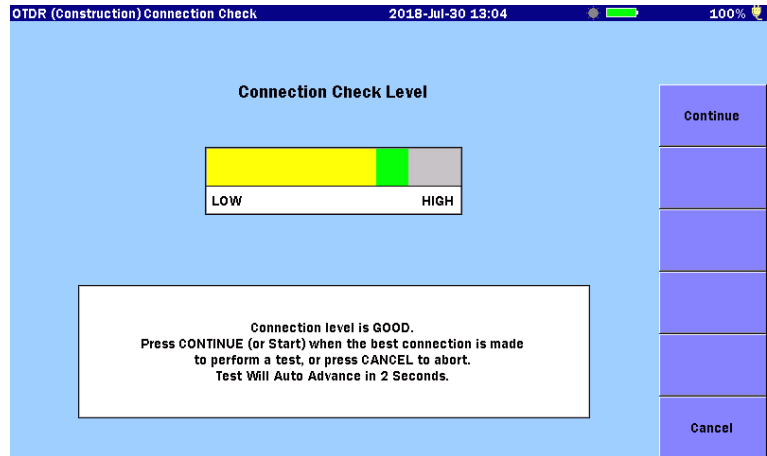 OTDR (Construction) Connection Check 2018-Jul-30 13:04 100%
Connection Check Level
Continue
LOW HIGH
Connection level is GOOD.
Press CONTINUE (or Start) when the best connection is made
to perform a test, or press CANCEL to abort.
Test Will Auto Advance in 2 Seconds.
Cancel